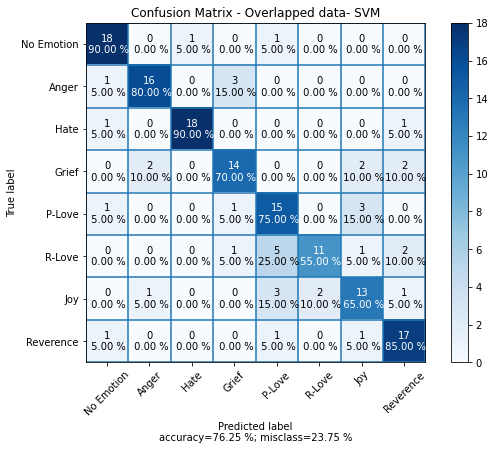 Confusion Matrix - Overlapped data- SVM
No Emotion 18 0 1 0 1 0 0 0
90.00 % 0.00 % 5.00 % 0.00 % 5.00 % 0.00 % 0.00 % 0.00 %
Anger 1 16 0 3 0 0 0 0
5.00 % 80.00 % 0.00 % 15.00 % 0.00 % 0.00 % 0.00 % 0.00 %
Hate 1 0 18 0 0 0 0 1
5.00 % 0.00 % 90.00 % 0.00 % 0.00 % 0.00 % 0.00 % 5.00 %
Grief 0 2 0 14 0 0 2 2
0.00 % 10.00 % 0.00 % 70.00 % 0.00 % 0.00 % 10.00 % 10.00 %
P-Love 1 0 0 1 15 0 3 0
5.00 % 0.00 % 0.00 % 5.00 % 75.00 % 0.00 % 15.00 % 0.00 %
R-Love 0 0 0 1 5 11 1 2
0.00 % 0.00 % 0.00 % 5.00 % 25.00 % 55.00 % 5.00 % 10.00 %
Joy 0 1 0 0 3 2 13 1
0.00 % 5.00 % 0.00 % 0.00 % 15.00 % 10.00 % 65.00 % 5.00 %
Reverence 1 0 0 0 1 0 1 17
5.00 % 0.00 % 0.00 % 0.00 % 5.00 % 0.00 % 5.00 % 85.00 %
True label
No Emotion Anger Hate Grief P-Love R-Love Joy Reverence
Predicted label
accuracy=76.25 %; misclass=23.75 %
18
16
14
12
10
8
6
4
2
0